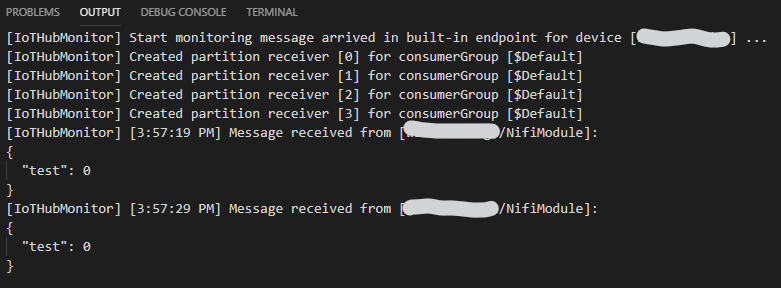 PROBLEMS OUTPUT DEBUG CONSOLE TERMINAL
[IoTHubMonitor] Start monitoring message arrived in built-in endpoint for device [ ] ...
[IoTHubMonitor] Created partition receiver [0] for consumerGroup [$Default]
[IoTHubMonitor] Created partition receiver [1] for consumerGroup [$Default]
[IoTHubMonitor] Created partition receiver [2] for consumerGroup [$Default]
[IoTHubMonitor] Created partition receiver [3] for consumerGroup [$Default]
[IoTHubMonitor] [3:57:19 PM] Message received from [ /NifiModule]:
{
  "test": 0
}
[IoTHubMonitor] [3:57:29 PM] Message received from [ /NifiModule]:
{
  "test": 0
}